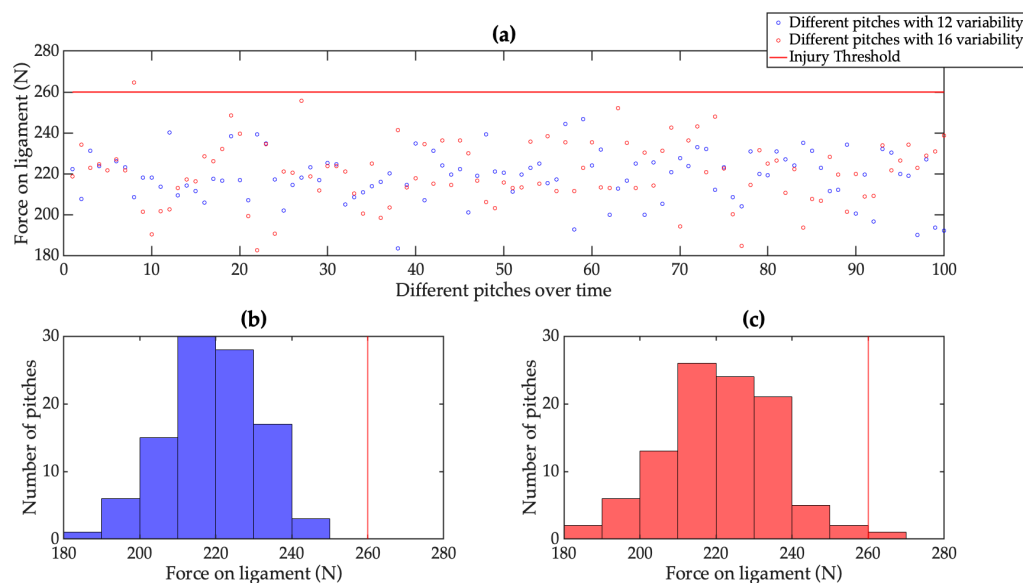 Different pitches with 12 variability
Different pitches with 16 variability
Injury Threshold
(a)
Force on ligament (N)
280
260
240
220
200
180
0 10 20 30 40 50 60 70 80 90 100
Different pitches over time
(b)
Number of pitches
30
20
10
0
180 200 220 240 260 280
Force on ligament (N)
(c)
Number of pitches
30
20
10
0
180 200 220 240 260 280
Force on ligament (N)